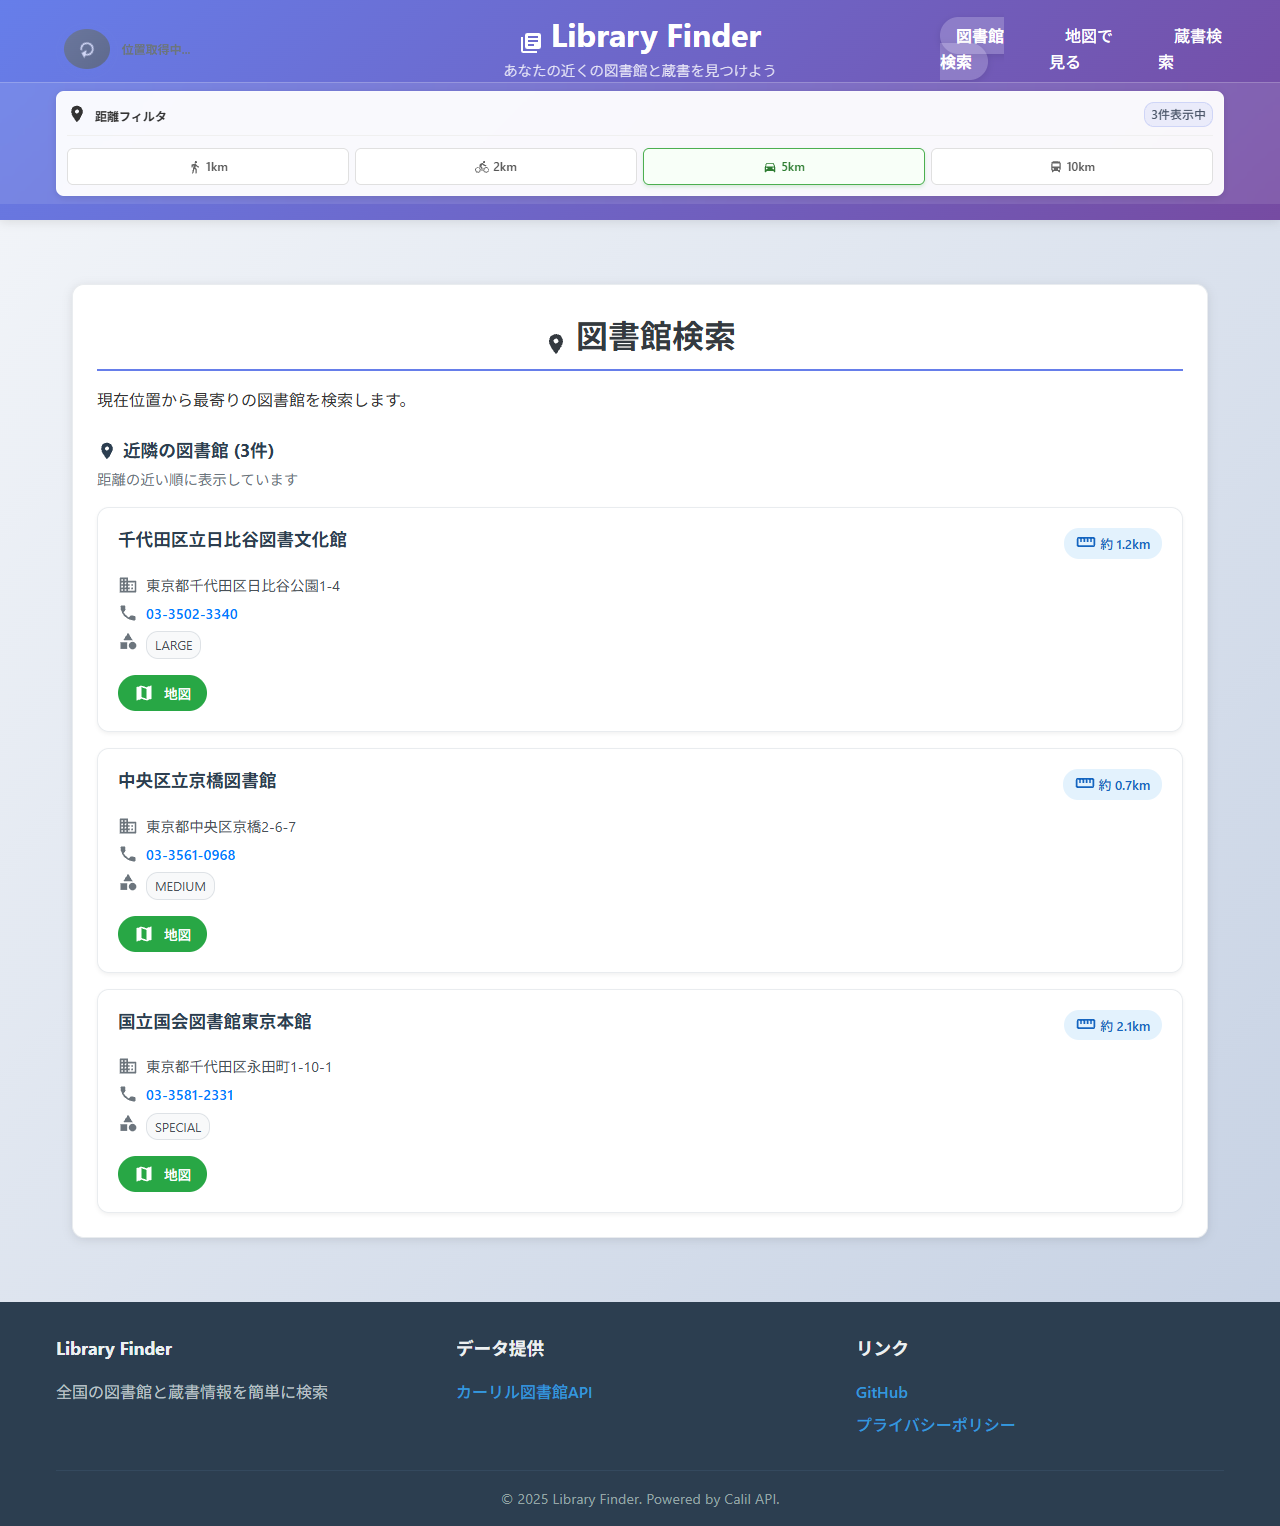 位置取得中...
Library Finder
あなたの近くの図書館と蔵書を見つけよう
図書館検索
地図で見る
蔵書検索
距離フィルタ
3件表示中
1km
2km
5km
10km
図書館検索
現在位置から最寄りの図書館を検索します。
近隣の図書館 (3件)
距離の近い順に表示しています
千代田区立日比谷図書文化館
約 1.2km
東京都千代田区日比谷公園1-4
03-3502-3340
LARGE
地図
中央区立京橋図書館
約 0.7km
東京都中央区京橋2-6-7
03-3561-0968
MEDIUM
地図
国立国会図書館東京本館
約 2.1km
東京都千代田区永田町1-10-1
03-3581-2331
SPECIAL
地図
Library Finder
全国の図書館と蔵書情報を簡単に検索
データ提供
カーリル図書館API
リンク
GitHub
プライバシーポリシー
© 2025 Library Finder. Powered by Calil API.